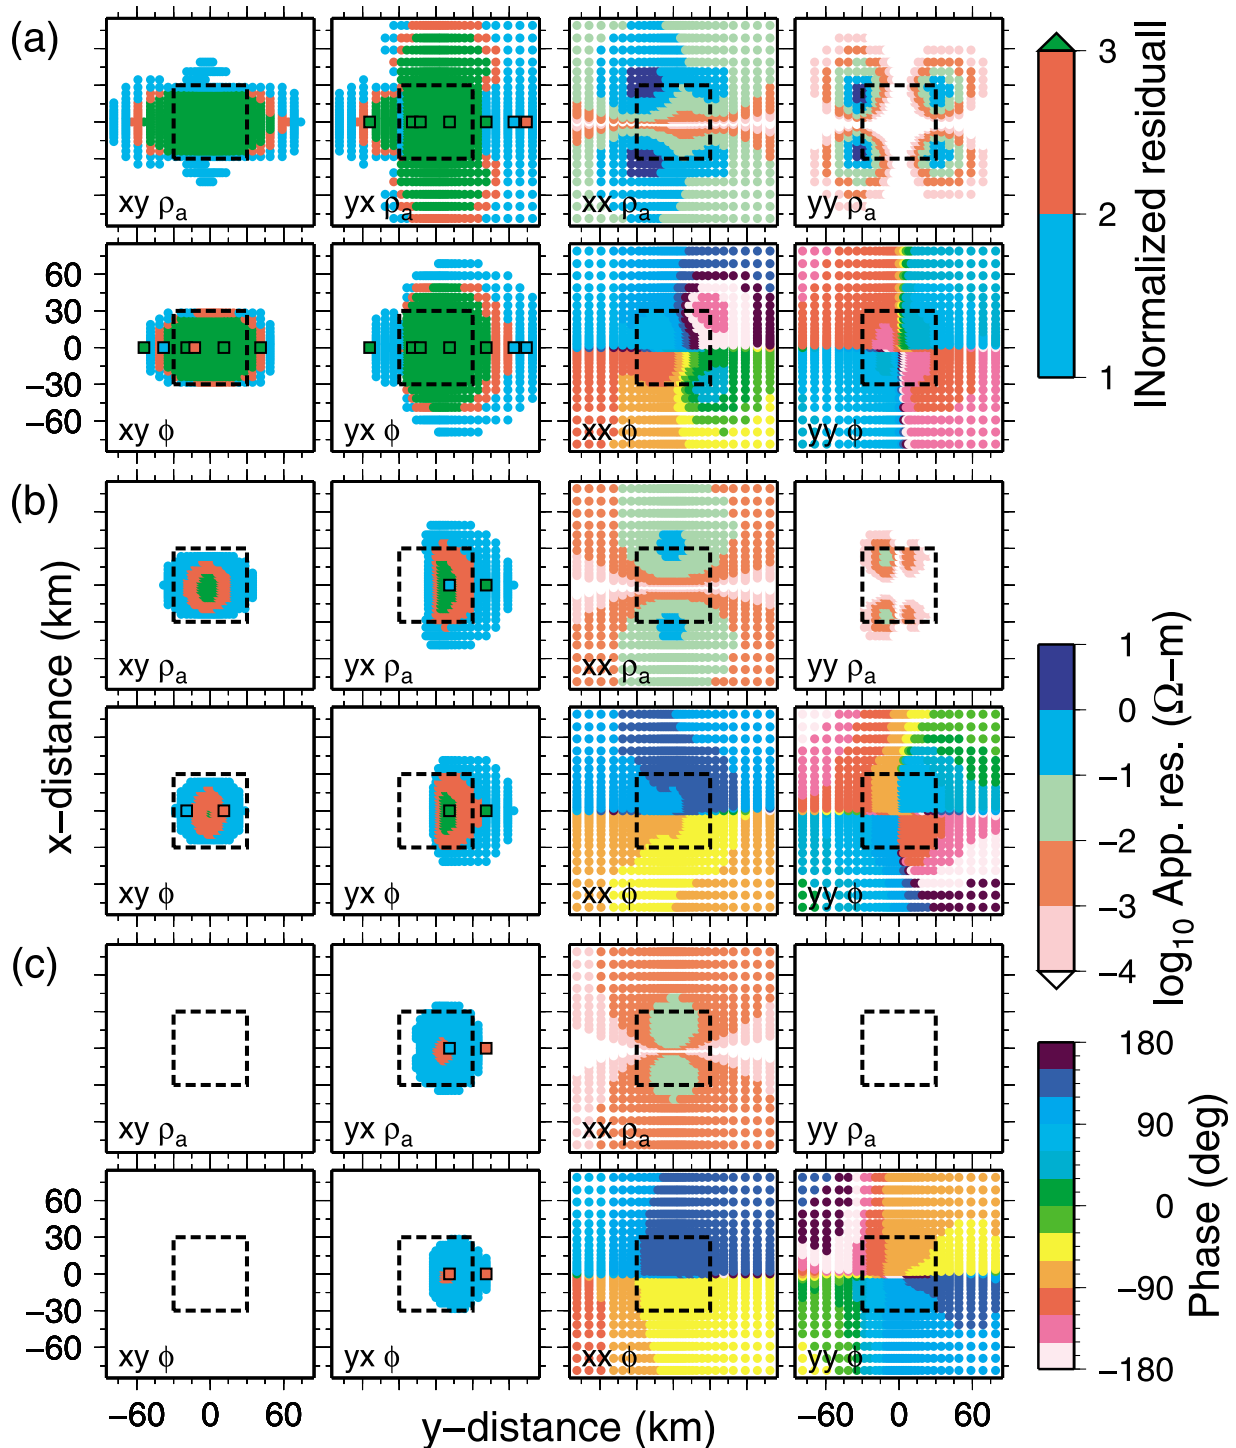 (a)
xy ρa
yx ρa
xx ρa
yy ρa
3
2
1
|Normalized residual|
60
30
0
−30
−60
xy ϕ
yx ϕ
xx ϕ
yy ϕ
(b)
xy ρa
yx ρa
xx ρa
yy ρa
xy ϕ
yx ϕ
xx ϕ
yy ϕ
x−distance (km)
1
0
−1
−2
−3
−4
log10 App. res. (Ω−m)
(c)
xy ρa
yx ρa
xx ρa
yy ρa
180
90
0
−90
−180
Phase (deg)
60
30
0
−30
−60
xy ϕ
yx ϕ
xx ϕ
yy ϕ
−60 0 60
−60 0 60
y−distance (km)